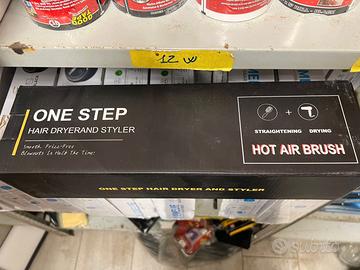 12 W
ONE STEP
HAIR DRYERAND STYLER
Smooth, Frizz-Free
Blowouts In Half The Time:
+
STRAIGHTENING DRYING
HOT AIR BRUSH
ONE STEP HAIR DRYER AND STYLER
SUBITO